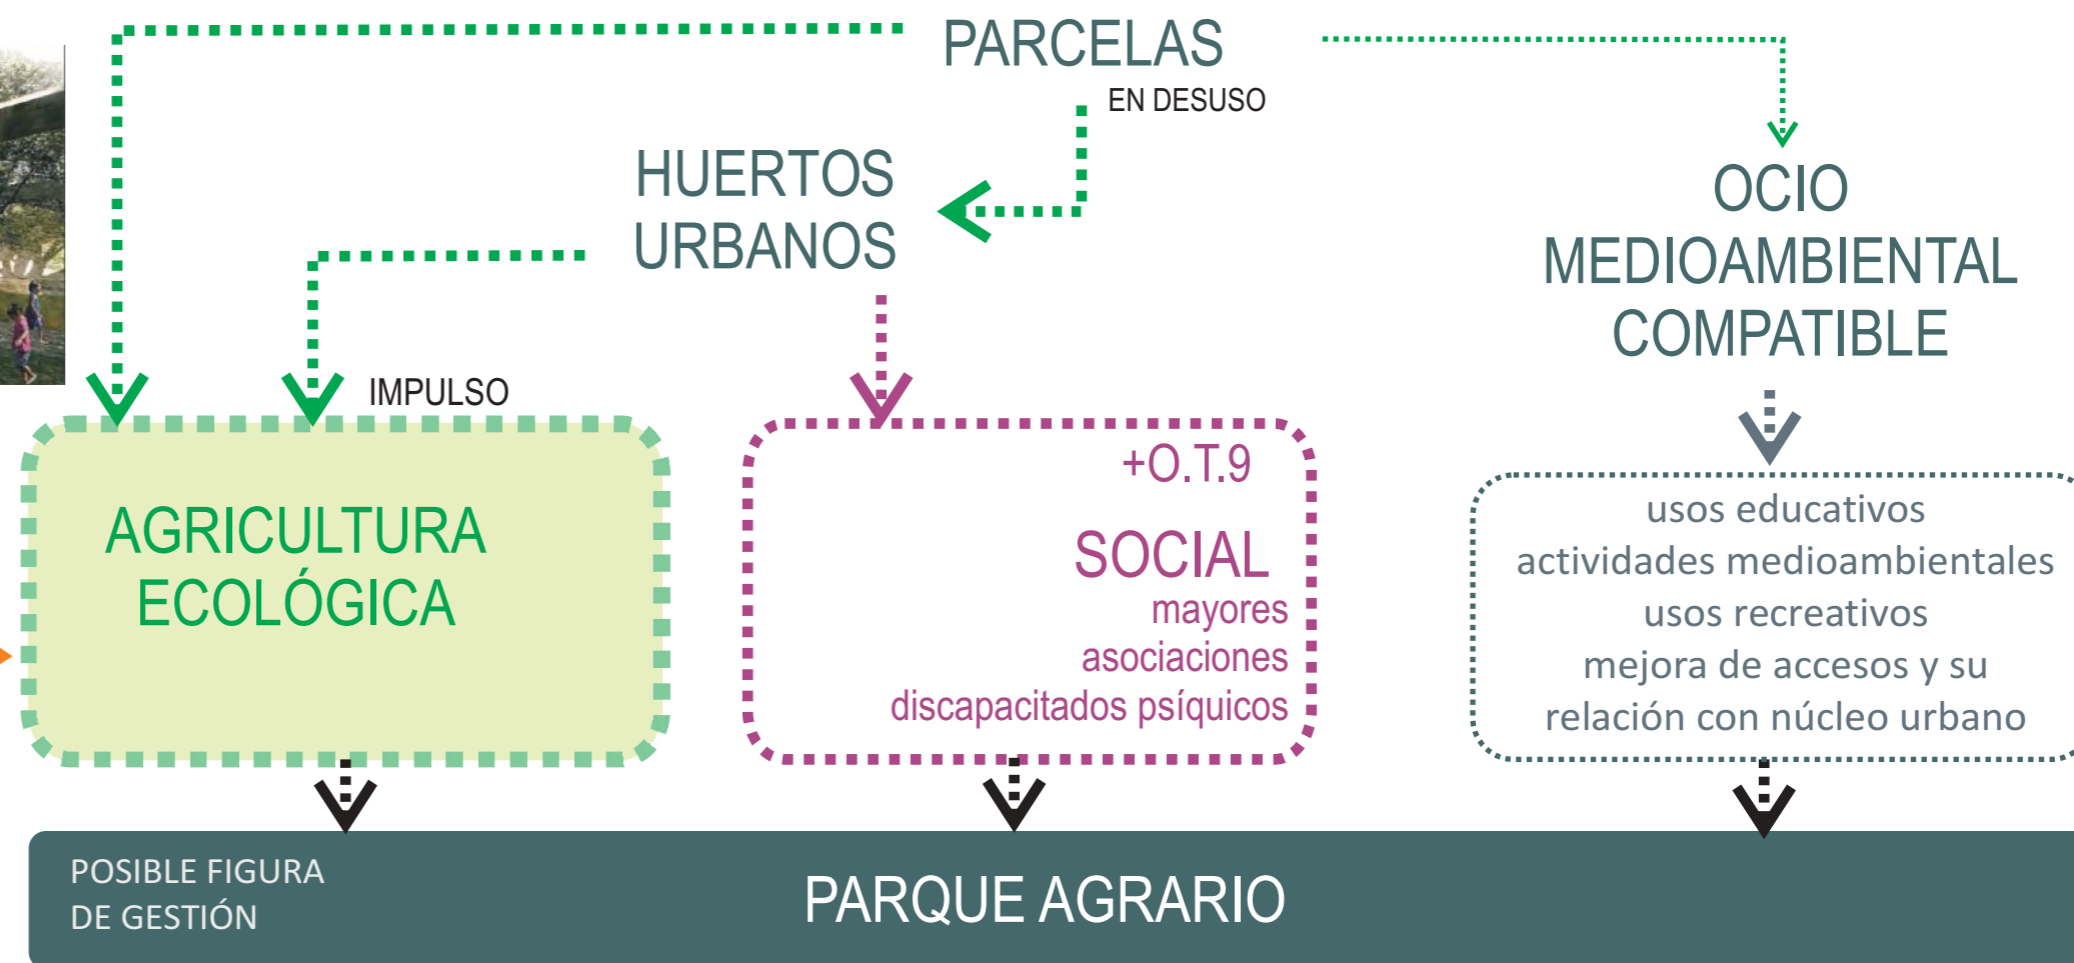 PARCELAS
EN DESUSO
HUERTOS
URBANOS
OCIO
MEDIOAMBIENTAL
COMPATIBLE
IMPULSO
AGRICULTURA
ECOLÓGICA
+O.T.9
SOCIAL
mayores
asociaciones
discapacitados psíquicos
usos educativos
actividades medioambientales
usos recreativos
mejora de accesos y su
relación con núcleo urbano
POSIBLE FIGURA
DE GESTIÓN
PARQUE AGRARIO